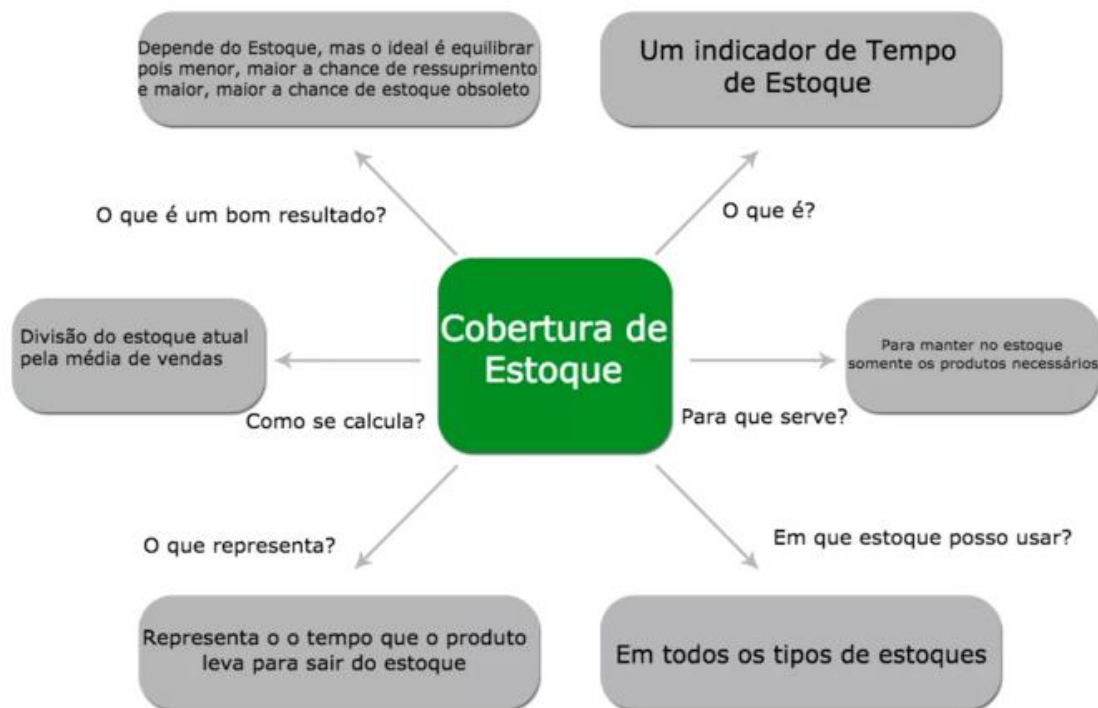 Depende do Estoque, mas o ideal é equilibrar
pois menor, maior a chance de ressuprimento
e maior, maior a chance de estoque obsoleto
Um indicador de Tempo
de Estoque
O que é um bom resultado?
O que é?
Cobertura de
Estoque
Divisão do estoque atual
pela média de vendas
Para manter no estoque
somente os produtos necessários
Como se calcula?
Para que serve?
O que representa?
Em que estoque posso usar?
Representa o o tempo que o produto
leva para sair do estoque
Em todos os tipos de estoques